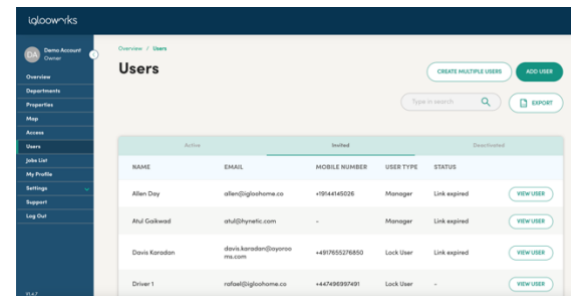 iglooworks
DA
Demo Account
Owner
Overview
Departments
Properties
Map
Access
Users
Jobs List
My Profile
Settings
Support
Log Out
V1.4.7
Overview / Users
Users
CREATE MULTIPLE USERS
ADD USER
Type in search
EXPORT
Active Invited Deactivated
NAME EMAIL MOBILE NUMBER USER TYPE STATUS
Allen Day allen@igloohome.co +19144145026 Manager Link expired VIEW USER
Atul Gaikwad atul@hynetic.com - Manager Link expired VIEW USER
Davis Karadan davis.karadan@oyoroo
ms.com +4917655276850 Lock User Link expired VIEW USER
Driver 1 rafael@igloohome.co +447498997491 Lock User - VIEW USER